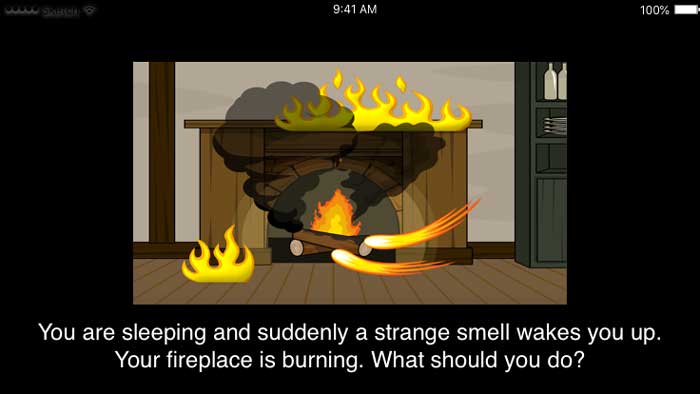 Sketch 9:41 AM 100%
You are sleeping and suddenly a strange smell wakes you up.
Your fireplace is burning. What should you do?